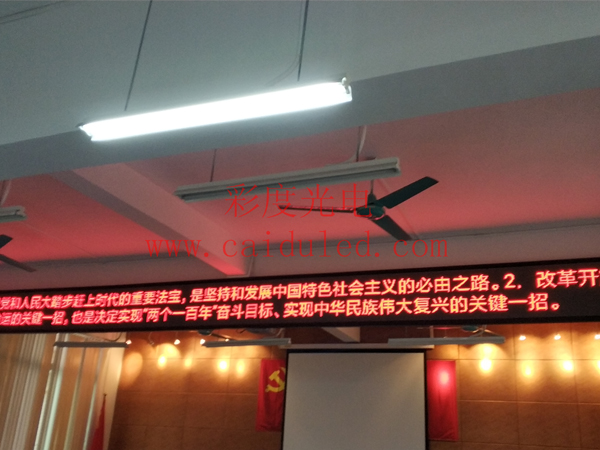 彩度光电
www.caiduled.com
党和人民大踏步赶上时代的重要法宝，是坚持和发展中国特色社会主义的必由之路。2．改革开
的关键一招，也是决定实现"两个一百年"奋斗目标、实现中华民族伟大复兴的关键一招。